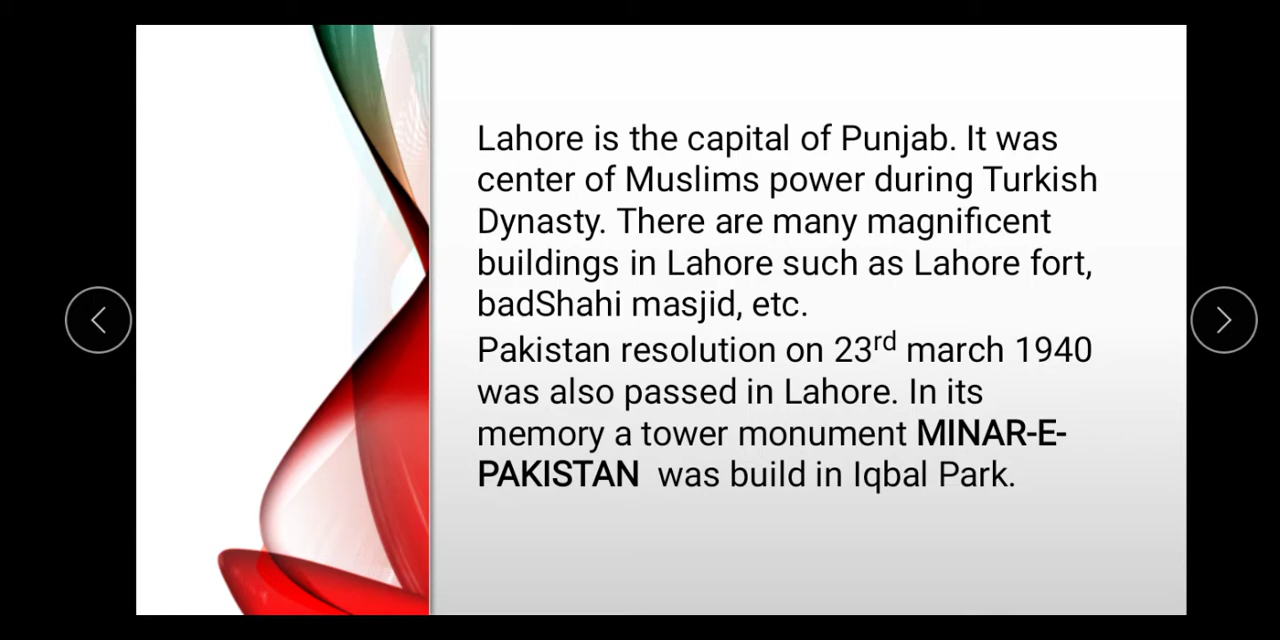 Lahore is the capital of Punjab. It was
center of Muslims power during Turkish
Dynasty. There are many magnificent
buildings in Lahore such as Lahore fort,
badShahi masjid, etc.
Pakistan resolution on 23rd march 1940
was also passed in Lahore. In its
memory a tower monument MINAR-E-
PAKISTAN was build in Iqbal Park.